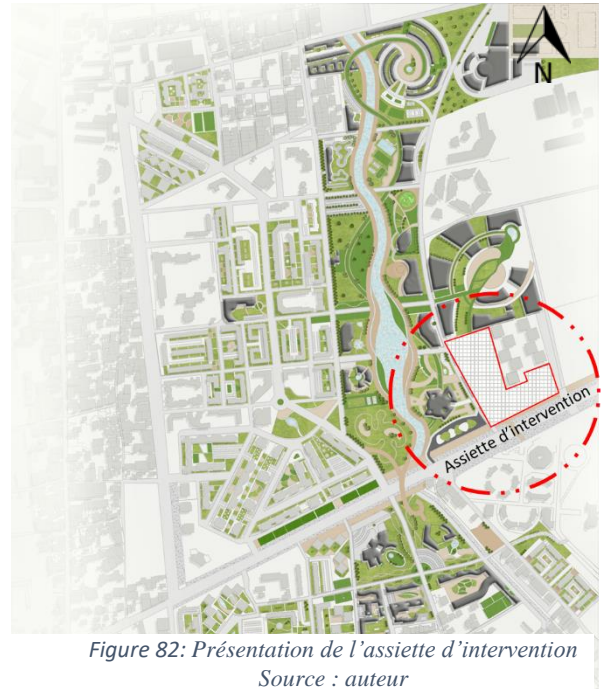 N
Assiette d'intervention
Figure 82: Présentation de l'assiette d'intervention
Source : auteur